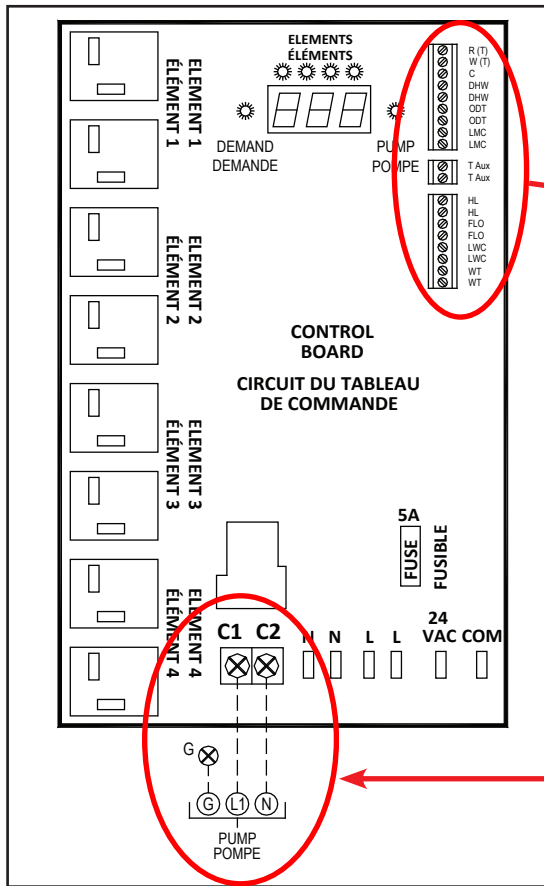 ELEMENTS
ÉLÉMENTS
DEMAND
DEMANDE
PUMP
POMPE
R (T)
W (T)
C
DHW
DHW
ODT
ODT
LMC
LMC
T Aux
T Aux
HL
HL
FLO
FLO
LWC
LWC
WT
WT
ELEMENT 1
ÉLÉMENT 1
ELEMENT 2
ÉLÉMENT 2
ELEMENT 3
ÉLÉMENT 3
ELEMENT 4
ÉLÉMENT 4
CONTROL
BOARD
CIRCUIT DU TABLEAU
DE COMMANDE
5A
FUSE
FUSIBLE
C1 C2 N N L L 24 VAC COM
G
G L1 N
PUMP
POMPE